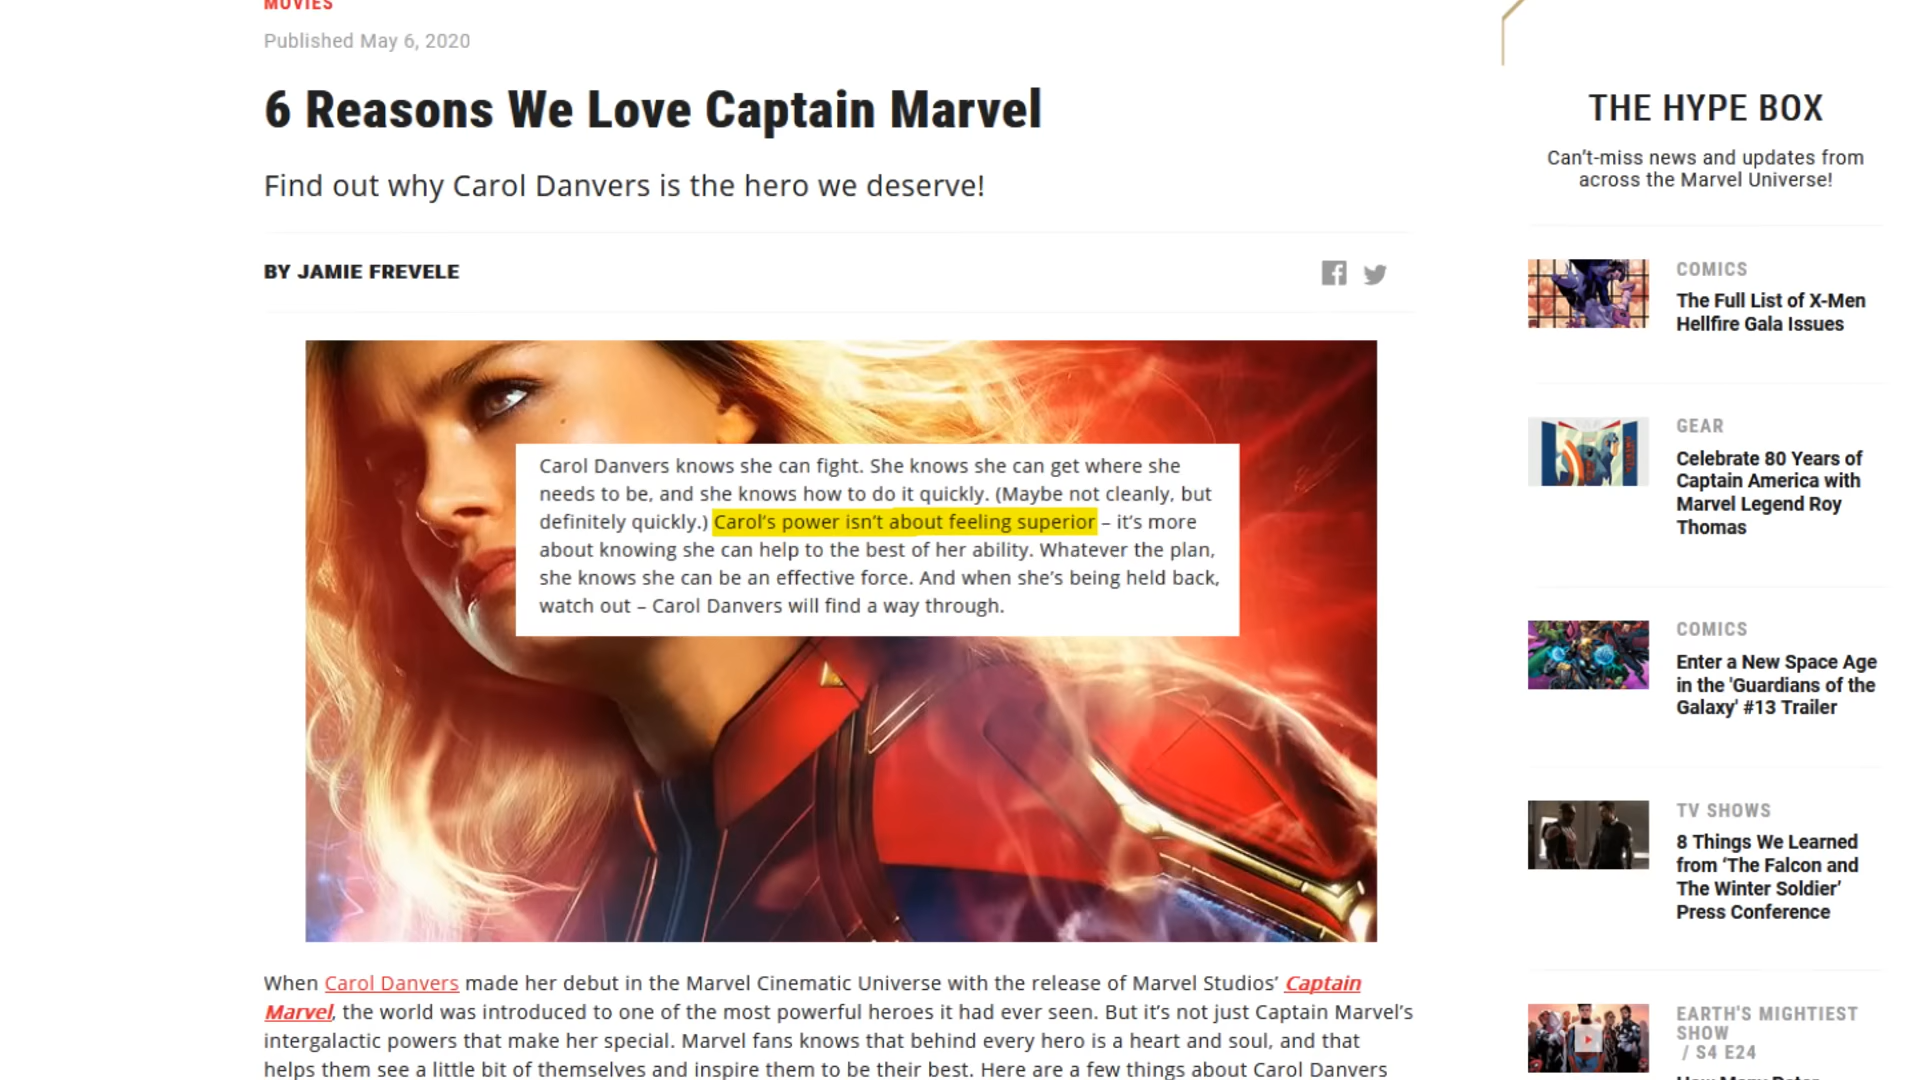 MOVIES
Published May 6, 2020
6 Reasons We Love Captain Marvel
Find out why Carol Danvers is the hero we deserve!
BY JAMIE FREVELE
Carol Danvers knows she can fight. She knows she can get where she
needs to be, and she knows how to do it quickly. (Maybe not cleanly, but
definitely quickly.) Carol's power isn't about feeling superior – it's more
about knowing she can help to the best of her ability. Whatever the plan,
she knows she can be an effective force. And when she's being held back,
watch out – Carol Danvers will find a way through.
When Carol Danvers made her debut in the Marvel Cinematic Universe with the release of Marvel Studios' Captain
Marvel, the world was introduced to one of the most powerful heroes it had ever seen. But it's not just Captain Marvel's
intergalactic powers that make her special. Marvel fans knows that behind every hero is a heart and soul, and that
helps them see a little bit of themselves and inspire them to be their best. Here are a few things about Carol Danvers
THE HYPE BOX
Can't-miss news and updates from
across the Marvel Universe!
COMICS
The Full List of X-Men
Hellfire Gala Issues
GEAR
Celebrate 80 Years of
Captain America with
Marvel Legend Roy
Thomas
COMICS
Enter a New Space Age
in the 'Guardians of the
Galaxy' #13 Trailer
TV SHOWS
8 Things We Learned
from ‘The Falcon and
The Winter Soldier’
Press Conference
EARTH'S MIGHTIEST
SHOW
/ S4 E24
How Many Peter